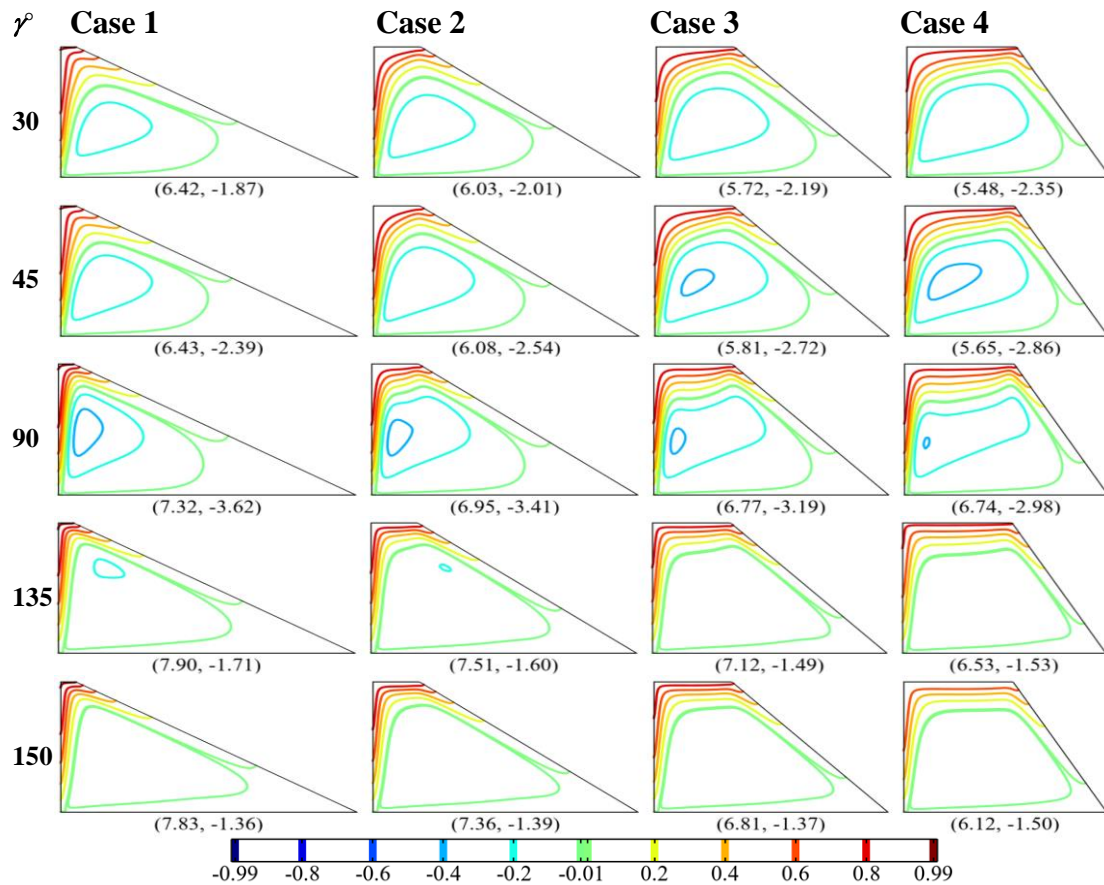 γ° Case 1 Case 2 Case 3 Case 4
30
(6.42, -1.87) (6.03, -2.01) (5.72, -2.19) (5.48, -2.35)
45
(6.43, -2.39) (6.08, -2.54) (5.81, -2.72) (5.65, -2.86)
90
(7.32, -3.62) (6.95, -3.41) (6.77, -3.19) (6.74, -2.98)
135
(7.90, -1.71) (7.51, -1.60) (7.12, -1.49) (6.53, -1.53)
150
(7.83, -1.36) (7.36, -1.39) (6.81, -1.37) (6.12, -1.50)
-0.99 -0.8 -0.6 -0.4 -0.2 -0.01 0.2 0.4 0.6 0.8 0.99